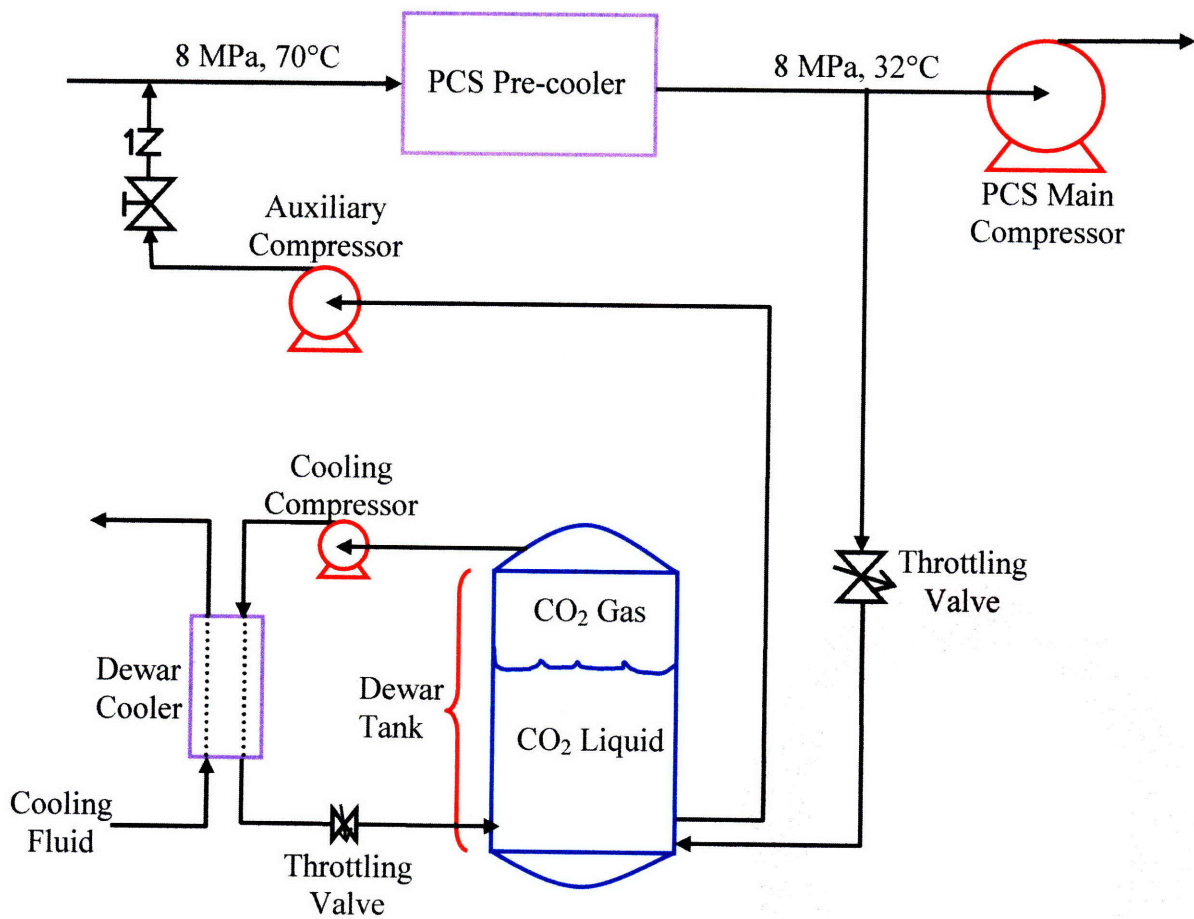 8 MPa, 70°C
PCS Pre-cooler
8 MPa, 32°C
PCS Main
Compressor
Auxiliary
Compressor
Cooling
Compressor
Throttling
Valve
CO₂ Gas
Dewar
Cooler
Dewar
Tank
CO₂ Liquid
Cooling
Fluid
Throttling
Valve